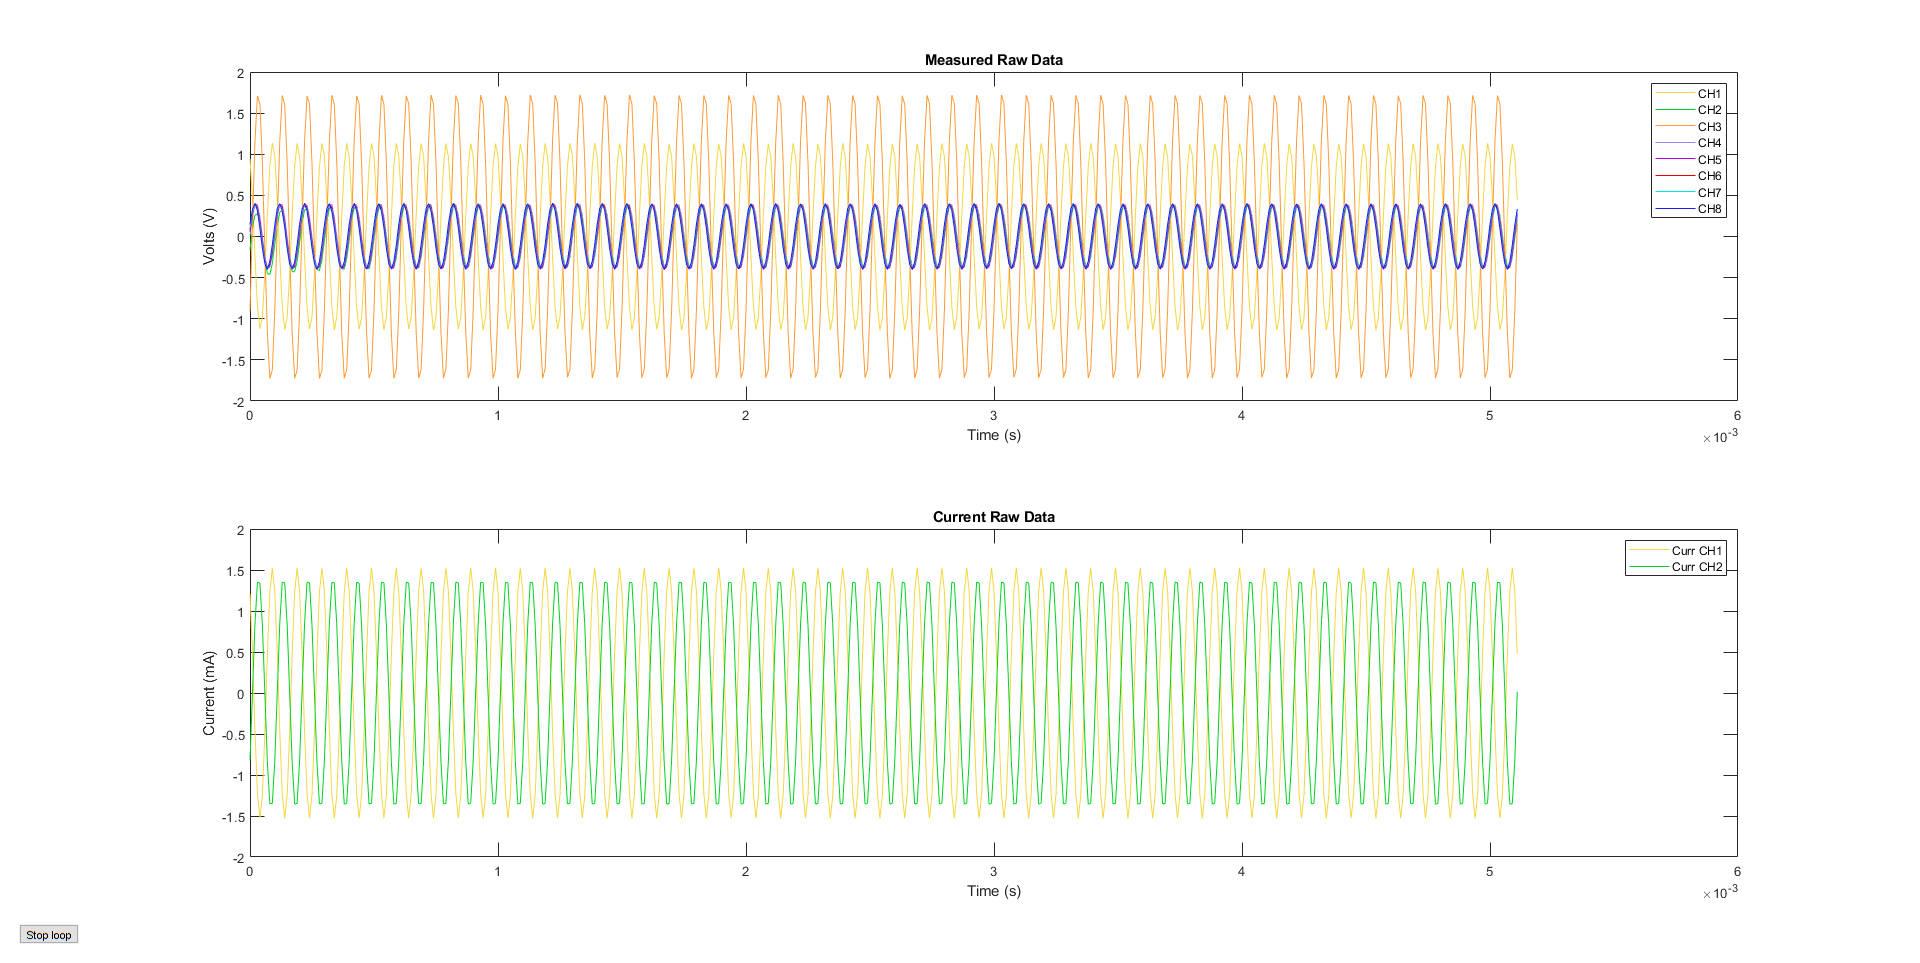 Measured Raw Data
2
1.5
1
0.5
0
-0.5
-1
-1.5
-2
Volts (V)
0 1 2 3 4 5 6
Time (s)
×10-3
CH1
CH2
CH3
CH4
CH5
CH6
CH7
CH8
Current Raw Data
2
1.5
1
0.5
0
-0.5
-1
-1.5
-2
Current (mA)
0 1 2 3 4 5 6
Time (s)
×10-3
Curr CH1
Curr CH2
Stop loop